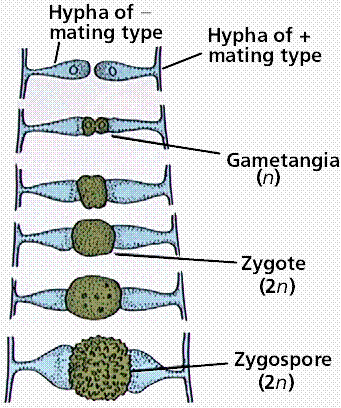 Hypha of −
mating type
Hypha of +
mating type
Gametangia
(n)
Zygote
(2n)
Zygospore
(2n)